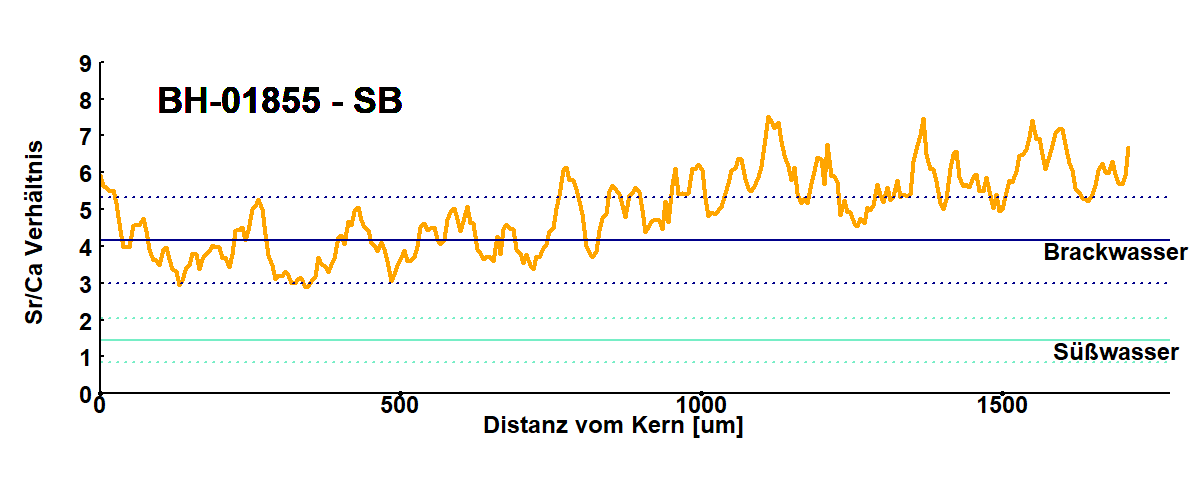 BH-01855 - SB
Sr/Ca Verhältnis
9
8
7
6
5
4
3
2
1
0
Brackwasser
Süßwasser
0 500 1000 1500
Distanz vom Kern [um]